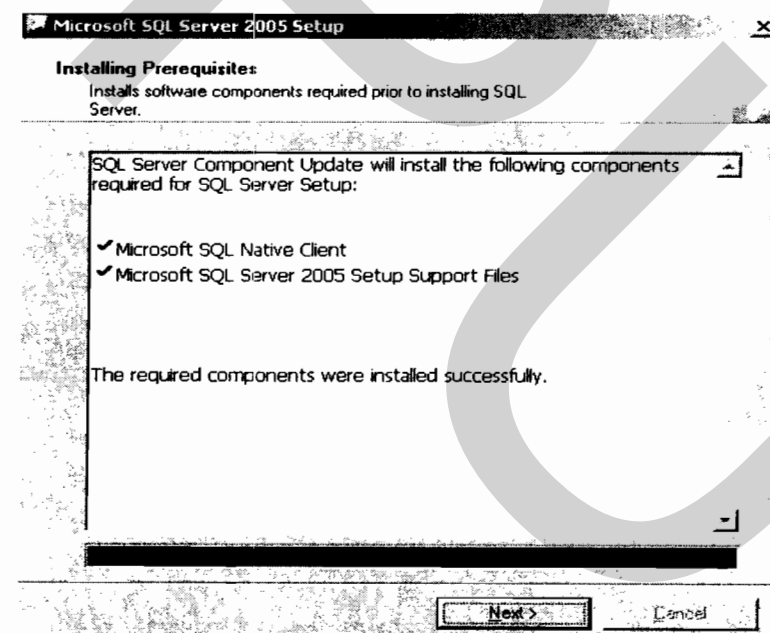 Microsoft SQL Server 2005 Setup
Installing Prerequisites
Installs software components required prior to installing SQL
Server.
SQL Server Component Update will install the following components
required for SQL Server Setup:
✔Microsoft SQL Native Client
✔Microsoft SQL Server 2005 Setup Support Files
The required components were installed successfully.
Next >
Cancel